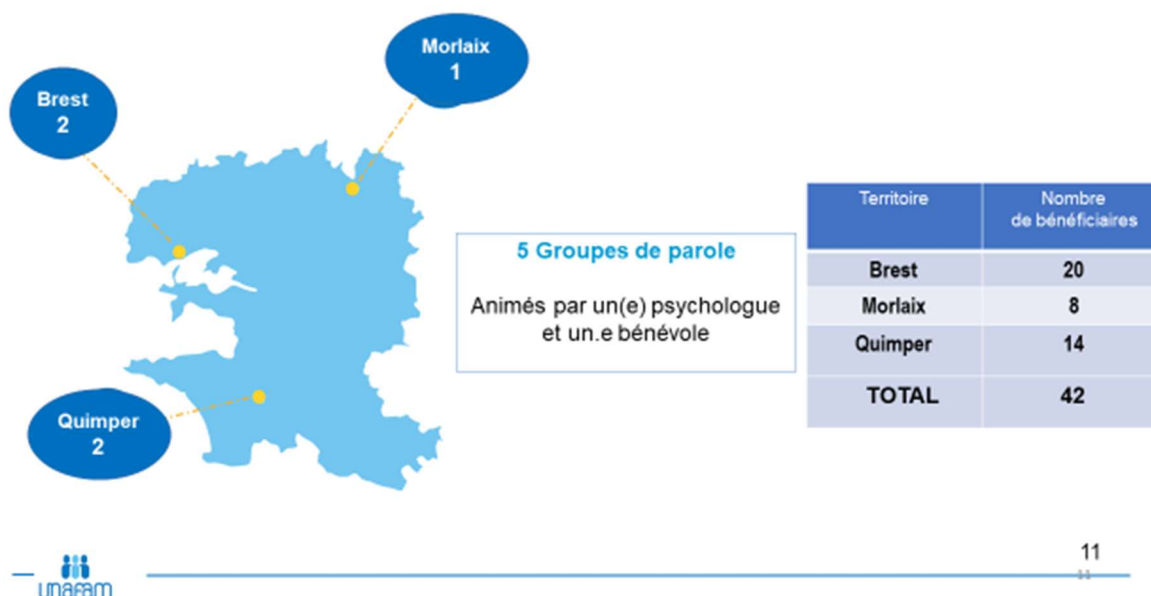 Morlaix
1
Brest
2
Quimper
2
5 Groupes de parole
Animés par un(e) psychologue
et un.e bénévole
Territoire
Nombre
de bénéficiaires
Brest 20
Morlaix 8
Quimper 14
TOTAL 42
unafam
11
11